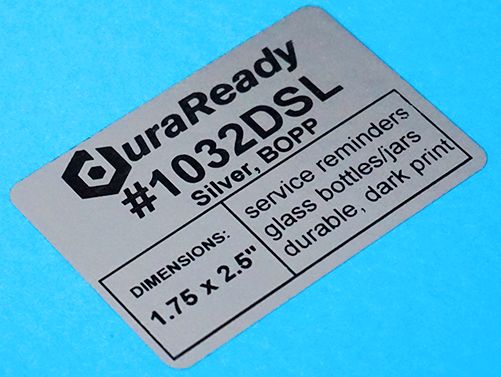 DuraReady
#1032DSL
Silver, BOPP
DIMENSIONS:
1.75 x 2.5"
service reminders
glass bottles/jars
durable, dark print